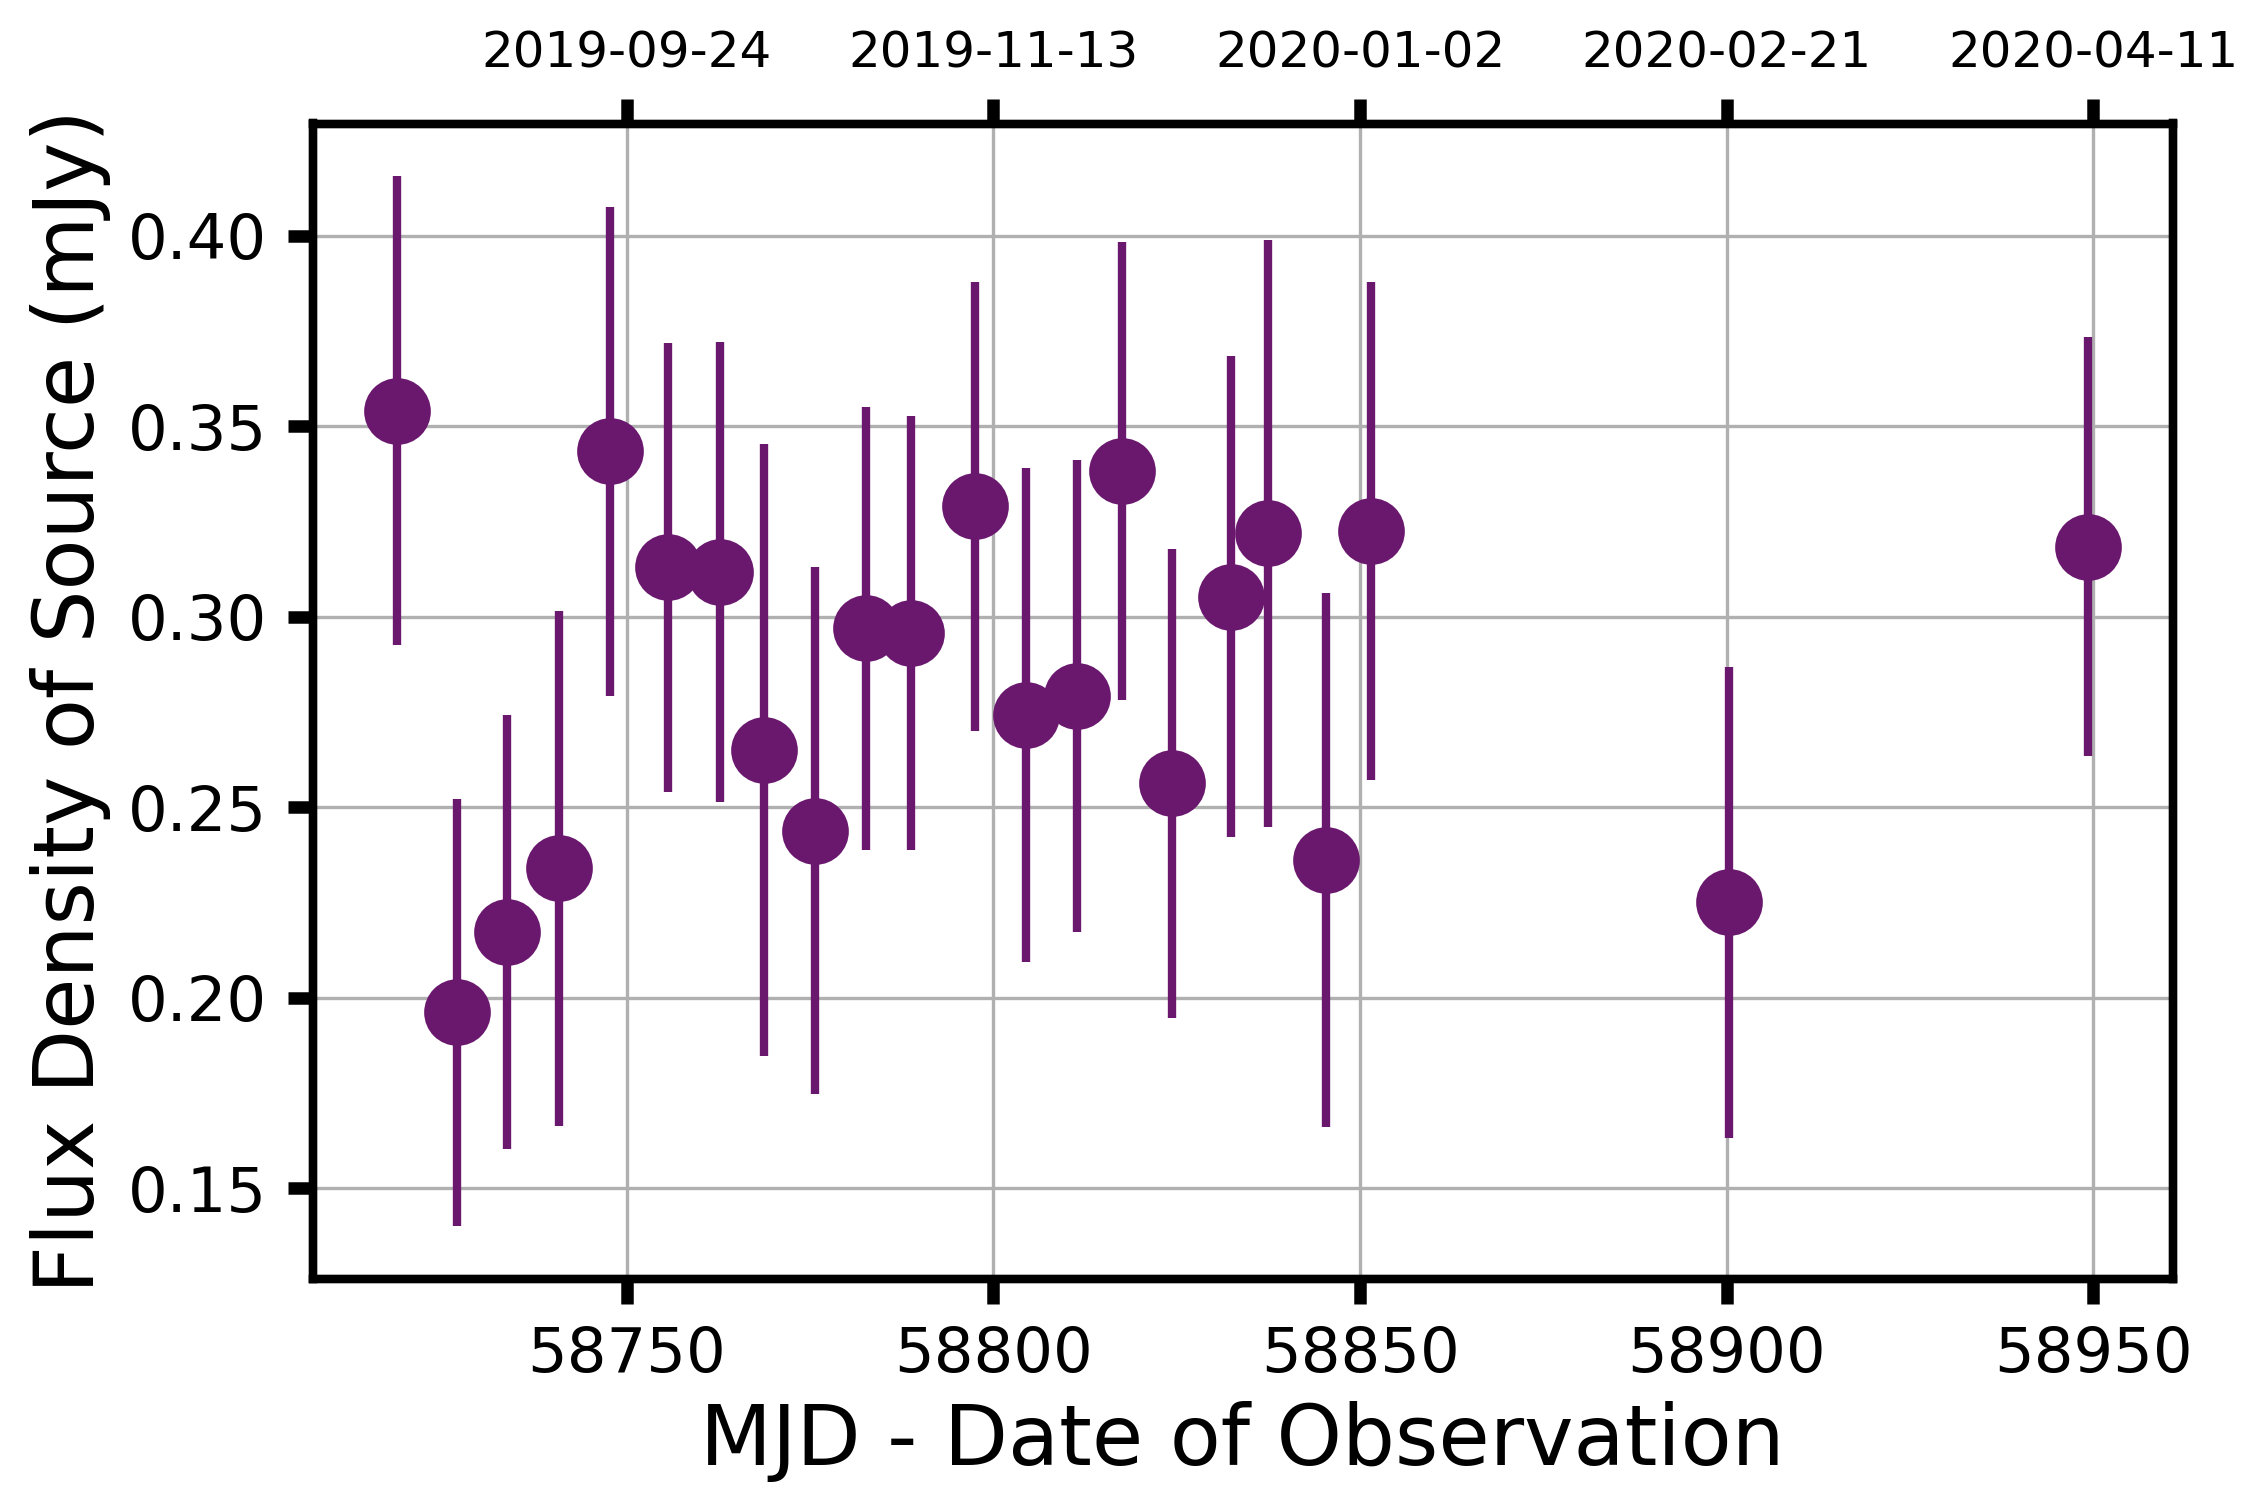 2019-09-24 2019-11-13 2020-01-02 2020-02-21 2020-04-11
Flux Density of Source (mJy)
0.40
0.35
0.30
0.25
0.20
0.15
58750 58800 58850 58900 58950
MJD - Date of Observation